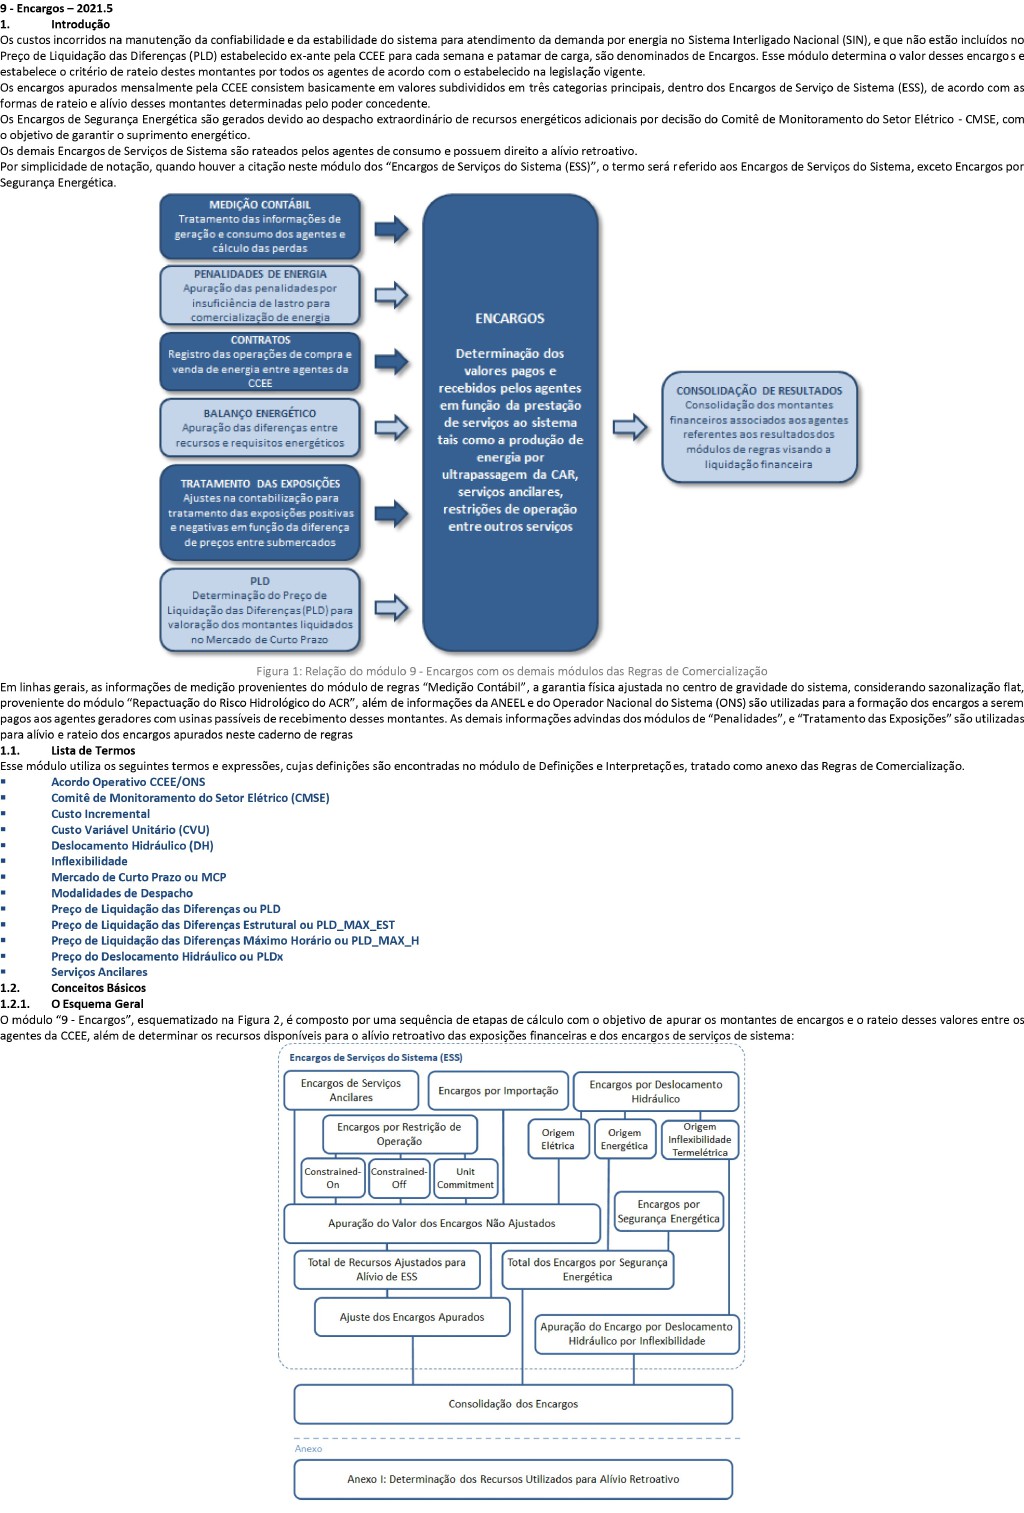 9 - Encargos – 2021.5
1. Introdução
Os custos incorridos na manutenção da confiabilidade e da estabilidade do sistema para atendimento da demanda por energia no Sistema Interligado Nacional (SIN), e que não estão incluídos no
Preço de Liquidação das Diferenças (PLD) estabelecido ex-ante pela CCEE para cada semana e patamar de carga, são denominados de Encargos. Esse módulo determina o valor desses encargos e
estabelece o critério de rateio destes montantes por todos os agentes de acordo com o estabelecido na legislação vigente.
Os encargos apurados mensalmente pela CCEE consistem basicamente em valores subdivididos em três categorias principais, dentro dos Encargos de Serviço de Sistema (ESS), de acordo com as
formas de rateio e alívio desses montantes determinadas pelo poder concedente.
Os Encargos de Segurança Energética são gerados devido ao despacho extraordinário de recursos energéticos adicionais por decisão do Comitê de Monitoramento do Setor Elétrico - CMSE, com
o objetivo de garantir o suprimento energético.
Os demais Encargos de Serviços de Sistema são rateados pelos agentes de consumo e possuem direito a alívio retroativo.
Por simplicidade de notação, quando houver a citação neste módulo dos “Encargos de Serviços do Sistema (ESS)”, o termo será referido aos Encargos de Serviços do Sistema, exceto Encargos por
Segurança Energética.
MEDIÇÃO CONTÁBIL
Tratamento das informações de
geração e consumo dos agentes e
cálculo das perdas
PENALIDADES DE ENERGIA
Apuração das penalidades por
insuficiência de lastro para
comercialização de energia
CONTRATOS
Registro das operações de compra e
venda de energia entre agentes da
CCEE
BALANÇO ENERGÉTICO
Apuração das diferenças entre
recursos e requisitos energéticos
TRATAMENTO DAS EXPOSIÇÕES
Ajustes na contabilização para
tratamento das exposições positivas
e negativas em função da diferença
de preços entre submercados
PLD
Determinação do Preço de
Liquidação das Diferenças (PLD) para
valoração dos montantes liquidados
no Mercado de Curto Prazo
ENCARGOS
Determinação dos
valores pagos e
recebidos pelos agentes
em função da prestação
de serviços ao sistema
tais como a produção de
energia por
ultrapassagem da CAR,
serviços ancilares,
restrições de operação
entre outros serviços
CONSOLIDAÇÃO DE RESULTADOS
Consolidação dos montantes
financeiros associados aos agentes
referentes aos resultados dos
módulos de regras visando a
liquidação financeira
Figura 1: Relação do módulo 9 - Encargos com os demais módulos das Regras de Comercialização
Em linhas gerais, as informações de medição provenientes do módulo de regras “Medição Contábil”, a garantia física ajustada no centro de gravidade do sistema, considerando sazonalização flat,
proveniente do módulo “Repactuação do Risco Hidrológico do ACR”, além de informações da ANEEL e do Operador Nacional do Sistema (ONS) são utilizadas para a formação dos encargos a serem
pagos aos agentes geradores com usinas passíveis de recebimento desses montantes. As demais informações advindas dos módulos de “Penalidades”, e “Tratamento das Exposições” são utilizadas
para alívio e rateio dos encargos apurados neste caderno de regras
1.1. Lista de Termos
Esse módulo utiliza os seguintes termos e expressões, cujas definições são encontradas no módulo de Definições e Interpretações, tratado como anexo das Regras de Comercialização.
▪ Acordo Operativo CCEE/ONS
▪ Comitê de Monitoramento do Setor Elétrico (CMSE)
▪ Custo Incremental
▪ Custo Variável Unitário (CVU)
▪ Deslocamento Hidráulico (DH)
▪ Inflexibilidade
▪ Mercado de Curto Prazo ou MCP
▪ Modalidades de Despacho
▪ Preço de Liquidação das Diferenças ou PLD
▪ Preço de Liquidação das Diferenças Estrutural ou PLD_MAX_EST
▪ Preço de Liquidação das Diferenças Máximo Horário ou PLD_MAX_H
▪ Preço do Deslocamento Hidráulico ou PLDx
▪ Serviços Ancilares
1.2. Conceitos Básicos
1.2.1. O Esquema Geral
O módulo “9 - Encargos”, esquematizado na Figura 2, é composto por uma sequência de etapas de cálculo com o objetivo de apurar os montantes de encargos e o rateio desses valores entre os
agentes da CCEE, além de determinar os recursos disponíveis para o alívio retroativo das exposições financeiras e dos encargos de serviços de sistema:
Encargos de Serviços do Sistema (ESS)
Encargos de Serviços
Ancilares
Encargos por Importação
Encargos por Deslocamento
Hidráulico
Encargos por Restrição de
Operação
Origem
Elétrica
Origem
Energética
Origem
Inflexibilidade
Termelétrica
Constrained-
On
Constrained-
Off
Unit
Commitment
Encargos por
Segurança Energética
Apuração do Valor dos Encargos Não Ajustados
Total de Recursos Ajustados para
Alívio de ESS
Total dos Encargos por Segurança
Energética
Ajuste dos Encargos Apurados
Apuração do Encargo por Deslocamento
Hidráulico por Inflexibilidade
Consolidação dos Encargos
Anexo
Anexo I: Determinação dos Recursos Utilizados para Alívio Retroativo